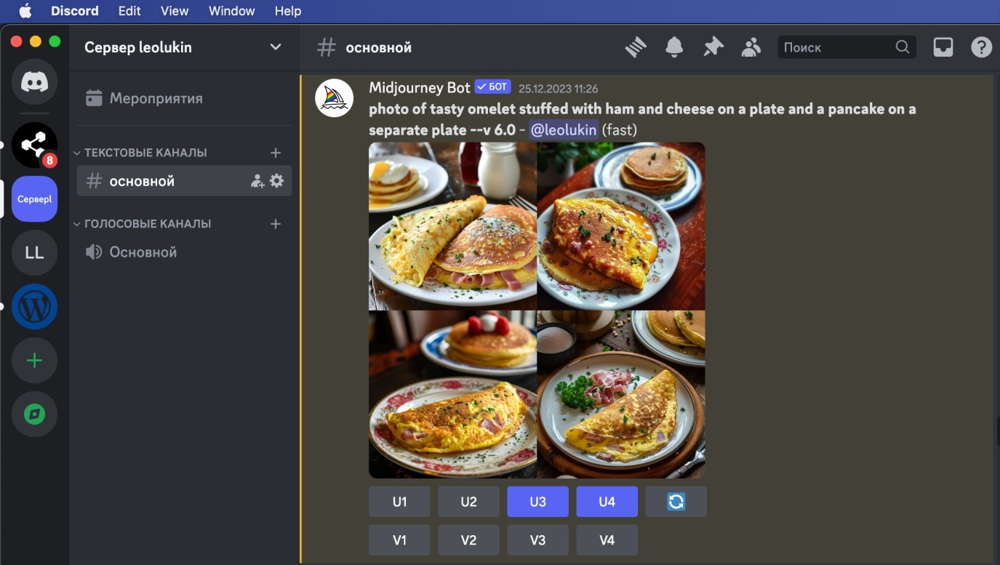 Discord Edit View Window Help
Сервер leolukin
основной
Поиск
Мероприятия
ТЕКСТОВЫЕ КАНАЛЫ
основной
ГОЛОСОВЫЕ КАНАЛЫ
Основной
8
Серверl
LL
Midjourney Bot БОТ 25.12.2023 11:26
photo of tasty omelet stuffed with ham and cheese on a plate and a pancake on a
separate plate --v 6.0 - @leolukin (fast)
U1 U2 U3 U4
V1 V2 V3 V4